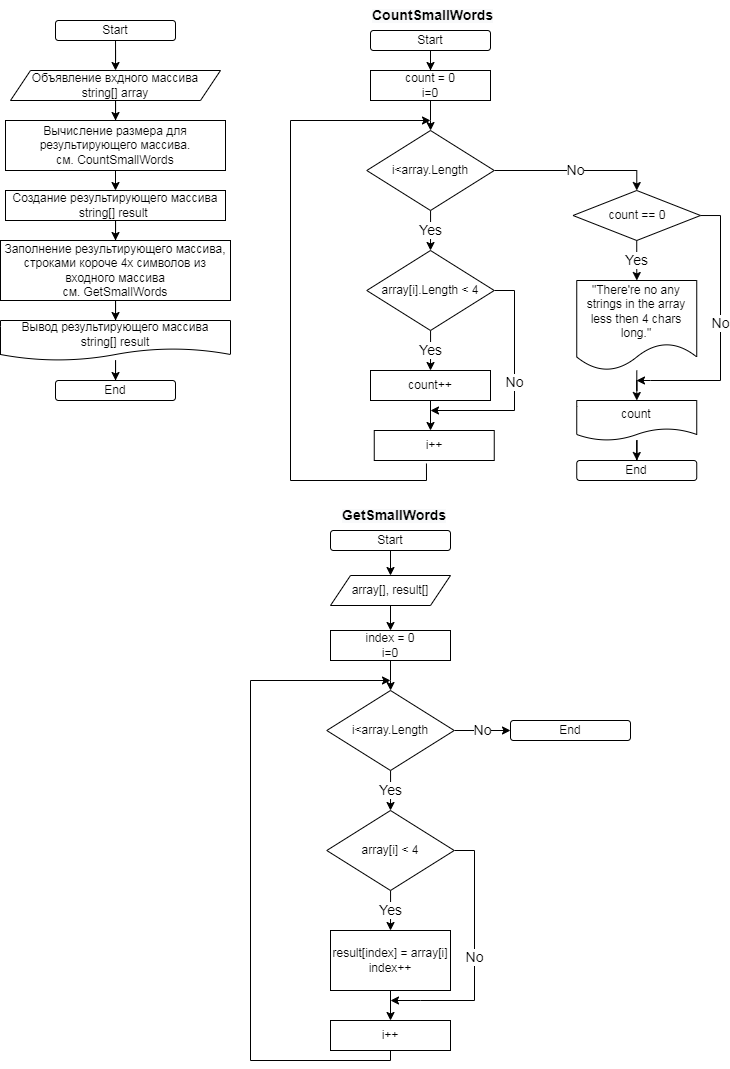 Start
Объявление вхдного массива
string[] array
Вычисление размера для
результирующего массива.
см. CountSmallWords
Создание результирующего массива
string[] result
Заполнение результирующего массива,
строками короче 4х символов из
входного массива
см. GetSmallWords
Вывод результирующего массива
string[] result
End
CountSmallWords
Start
count = 0
i=0
i<array.Length
No
Yes
array[i].Length < 4
Yes
No
count++
i++
count == 0
Yes
No
"There're no any
strings in the array
less then 4 chars
long."
count
End
GetSmallWords
Start
array[], result[]
index = 0
i=0
i<array.Length
No
End
Yes
array[i] < 4
Yes
No
result[index] = array[i]
index++
i++